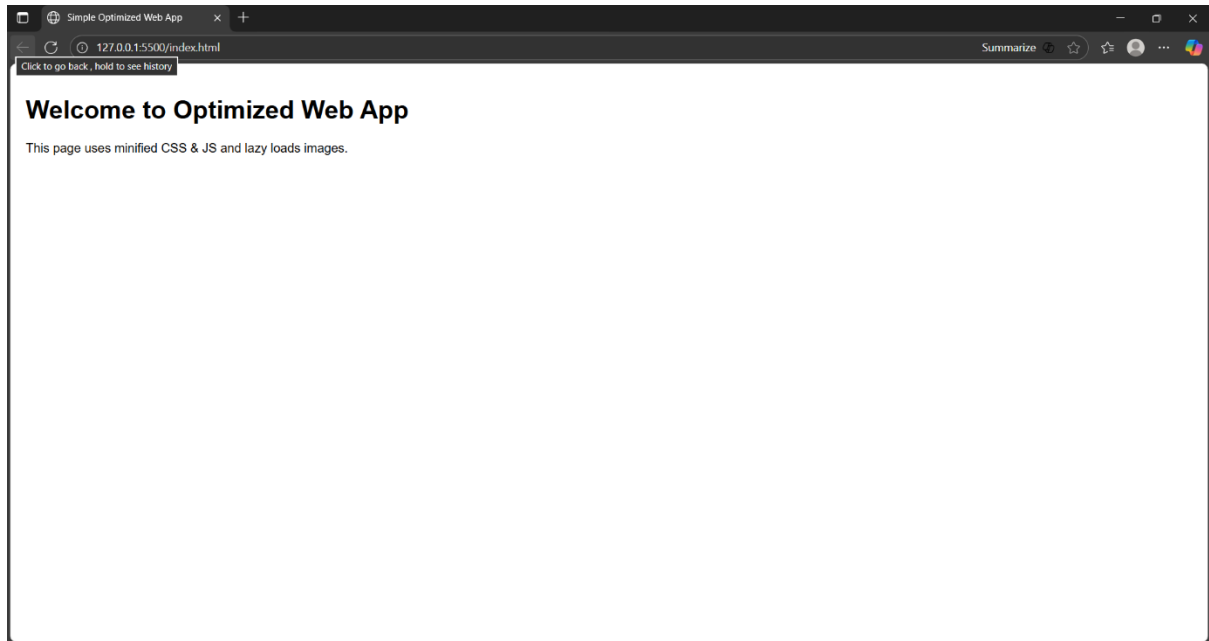 Simple Optimized Web App
127.0.0.1:5500/index.html
Summarize
Click to go back, hold to see history
Welcome to Optimized Web App
This page uses minified CSS & JS and lazy loads images.